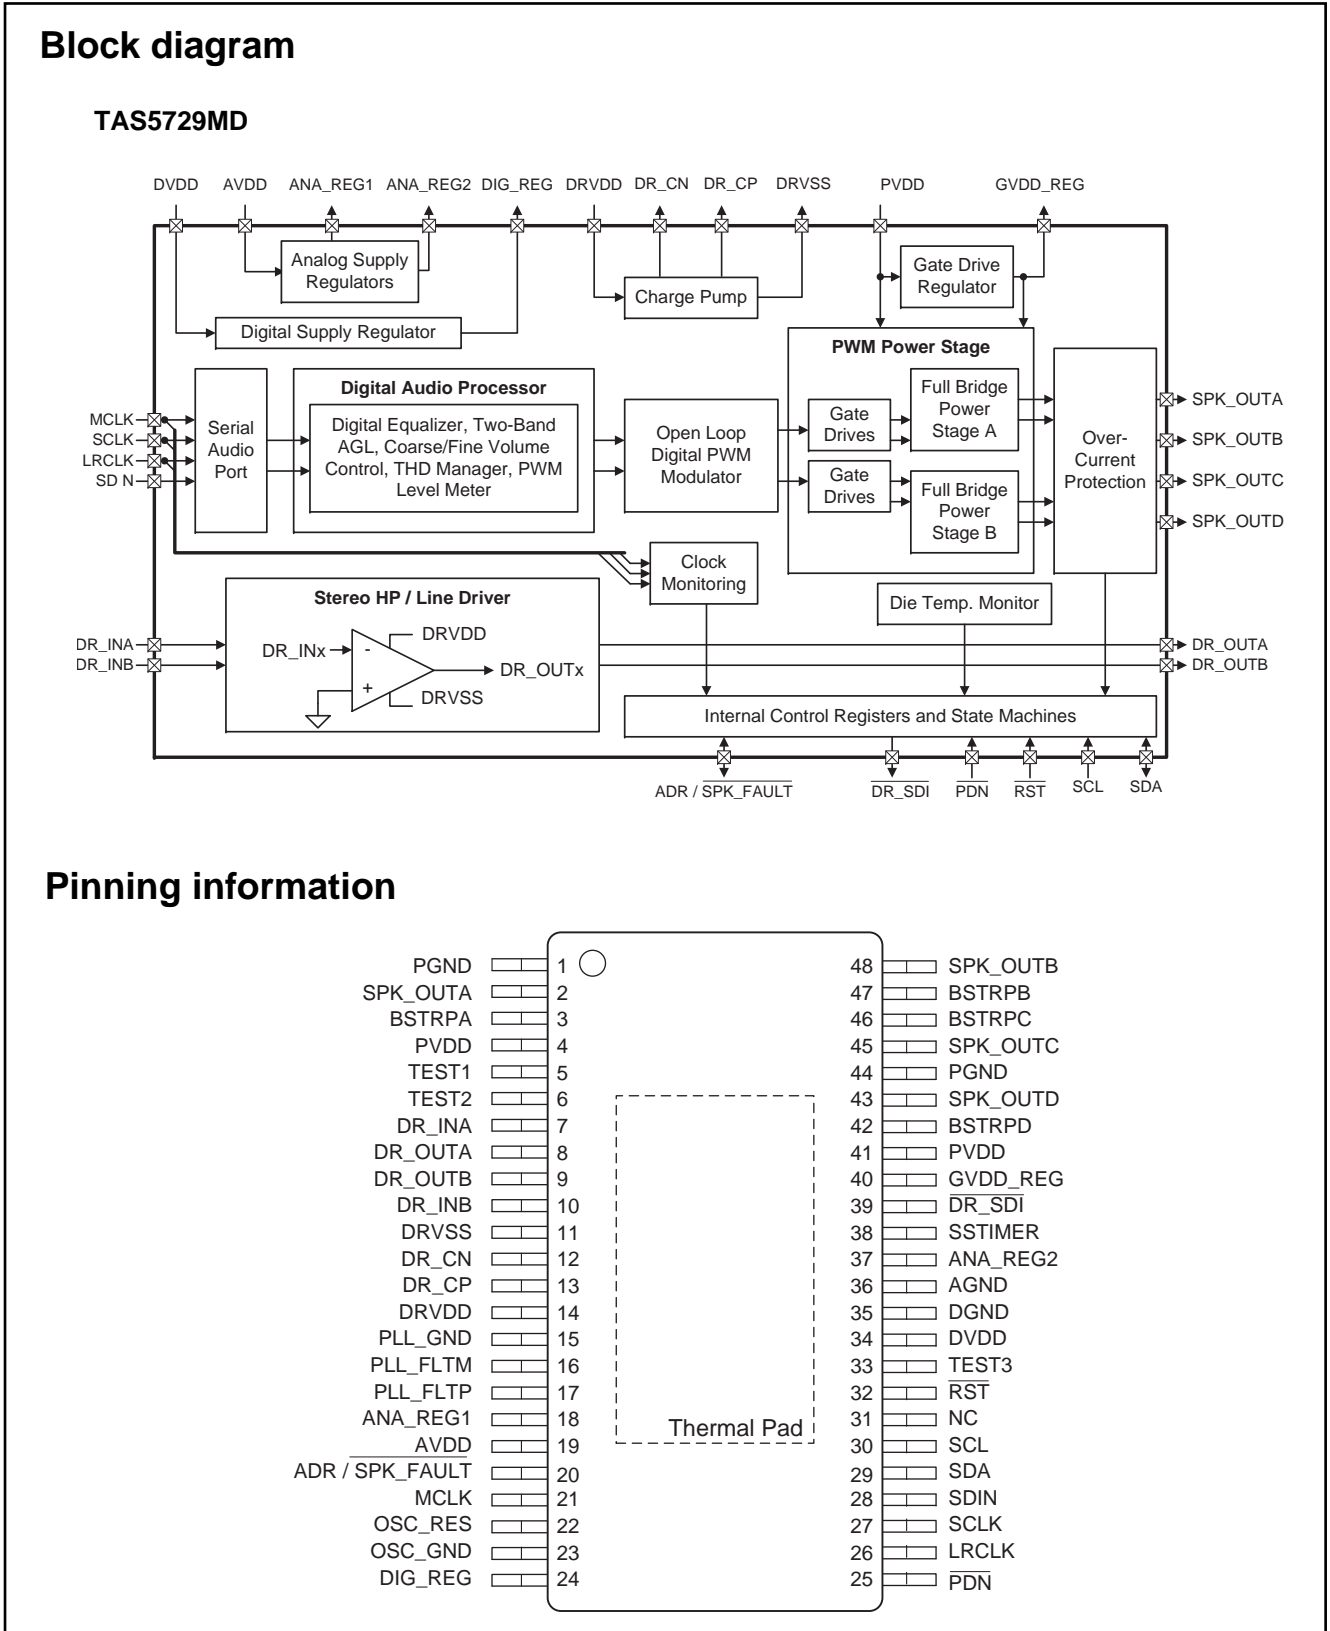 Block diagram
TAS5729MD
DVDD AVDD ANA_REG1 ANA_REG2 DIG_REG DRVDD DR_CN DR_CP DRVSS PVDD GVDD_REG
Analog Supply
Regulators
Gate Drive
Regulator
Charge Pump
Digital Supply Regulator
PWM Power Stage
Digital Audio Processor
Serial
Audio
Port
Digital Equalizer, Two-Band
AGL, Coarse/Fine Volume
Control, THD Manager, PWM
Level Meter
Open Loop
Digital PWM
Modulator
Gate
Drives
Gate
Drives
Full Bridge
Power
Stage A
Full Bridge
Power
Stage B
Over-
Current
Protection
MCLK
SCLK
LRCLK
SD N
SPK_OUTA
SPK_OUTB
SPK_OUTC
SPK_OUTD
Clock
Monitoring
Die Temp. Monitor
Stereo HP / Line Driver
DR_INA
DR_INB
DR_INx
-
+
DRVDD
DRVSS
DR_OUTx
DR_OUTA
DR_OUTB
Internal Control Registers and State Machines
ADR / SPK_FAULT DR_SDI PDN RST SCL SDA
Pinning information
PGND 1 48 SPK_OUTB
SPK_OUTA 2 47 BSTRPB
BSTRPA 3 46 BSTRPC
PVDD 4 45 SPK_OUTC
TEST1 5 44 PGND
TEST2 6 43 SPK_OUTD
DR_INA 7 42 BSTRPD
DR_OUTA 8 41 PVDD
DR_OUTB 9 40 GVDD_REG
DR_INB 10 39 DR_SDI
DRVSS 11 38 SSTIMER
DR_CN 12 37 ANA_REG2
DR_CP 13 36 AGND
DRVDD 14 35 DGND
PLL_GND 15 34 DVDD
PLL_FLTM 16 33 TEST3
PLL_FLTP 17 32 RST
ANA_REG1 18 31 NC
Thermal Pad
AVDD 19 30 SCL
ADR / SPK_FAULT 20 29 SDA
MCLK 21 28 SDIN
OSC_RES 22 27 SCLK
OSC_GND 23 26 LRCLK
DIG_REG 24 25 PDN